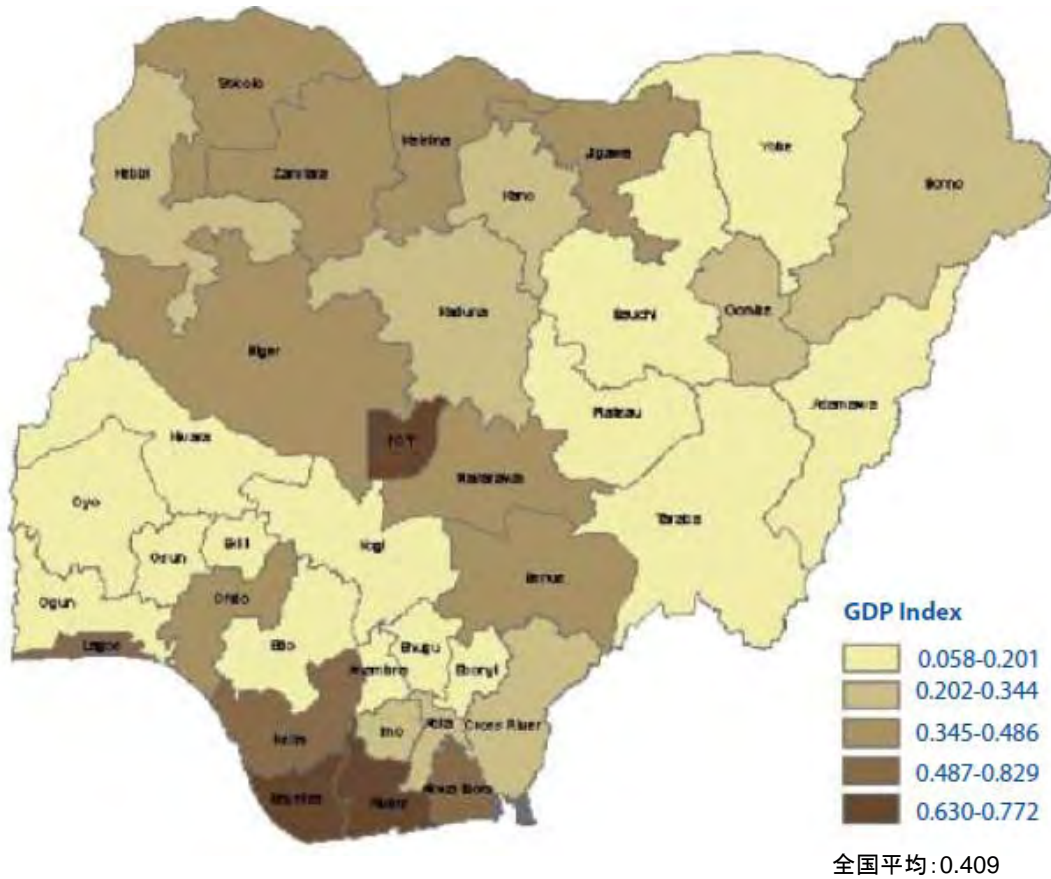 Sokoto
Katsina
Jigawa
Yobe
Borno
Kebbi
Zamfara
Kano
Kaduna
Bauchi
Gombe
Niger
Plateau
Adamawa
Kwara
Nasarawa
Oyo
Taraba
Osun
Ekiti
Kogi
Benue
Ogun
Ondo
Lagos
Edo
Enugu
Anambra
Ebonyi
Imo
Abia
Cross River
Delta
Bayelsa
Rivers
Akwa Ibom
GDP Index
0.058-0.201
0.202-0.344
0.345-0.486
0.487-0.829
0.630-0.772
全国平均:0.409